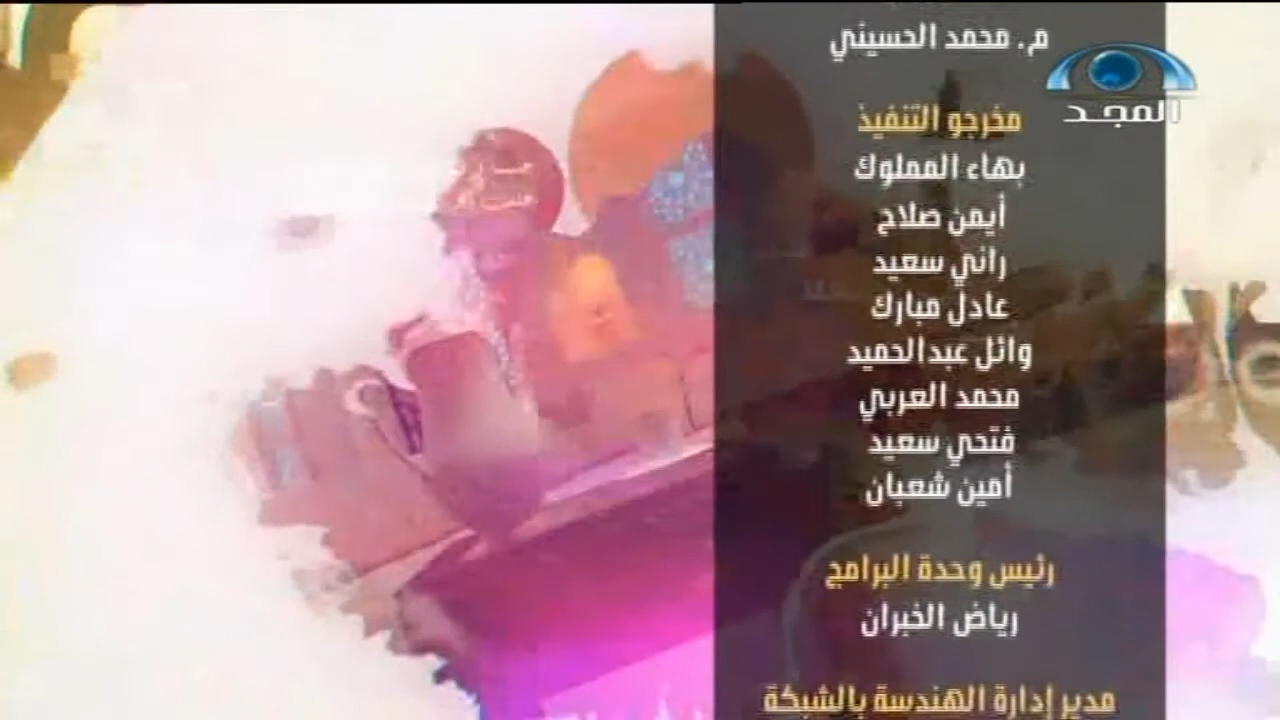 م. محمد الحسيني
المجد
مخرجو التنفيذ
بهاء المملوك
أيمن صلاح
راني سعيد
عادل مبارك
وائل عبدالحميد
محمد العربي
فتحي سعيد
أمين شعبان
رئيس وحدة البرامج
رياض الخبران
مدير إدارة الهندسة بالشبكة